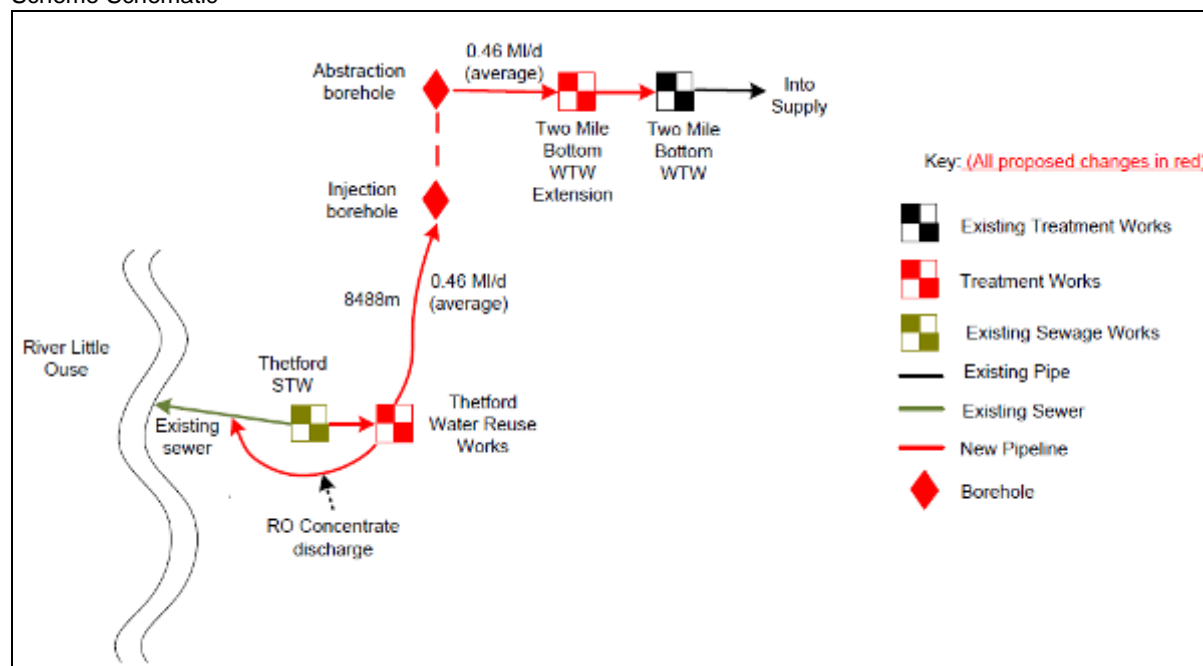 Scheme Schematic
0.46 Ml/d
(average)
Abstraction
borehole
Into
Supply
Two Mile
Bottom
WTW
Extension
Two Mile
Bottom
WTW
Injection
borehole
8488m
0.46 Ml/d
(average)
River Little
Ouse
Thetford
STW
Existing
sewer
Thetford
Water Reuse
Works
RO Concentrate
discharge
Key: (All proposed changes in red)
Existing Treatment Works
Treatment Works
Existing Sewage Works
Existing Pipe
Existing Sewer
New Pipeline
Borehole